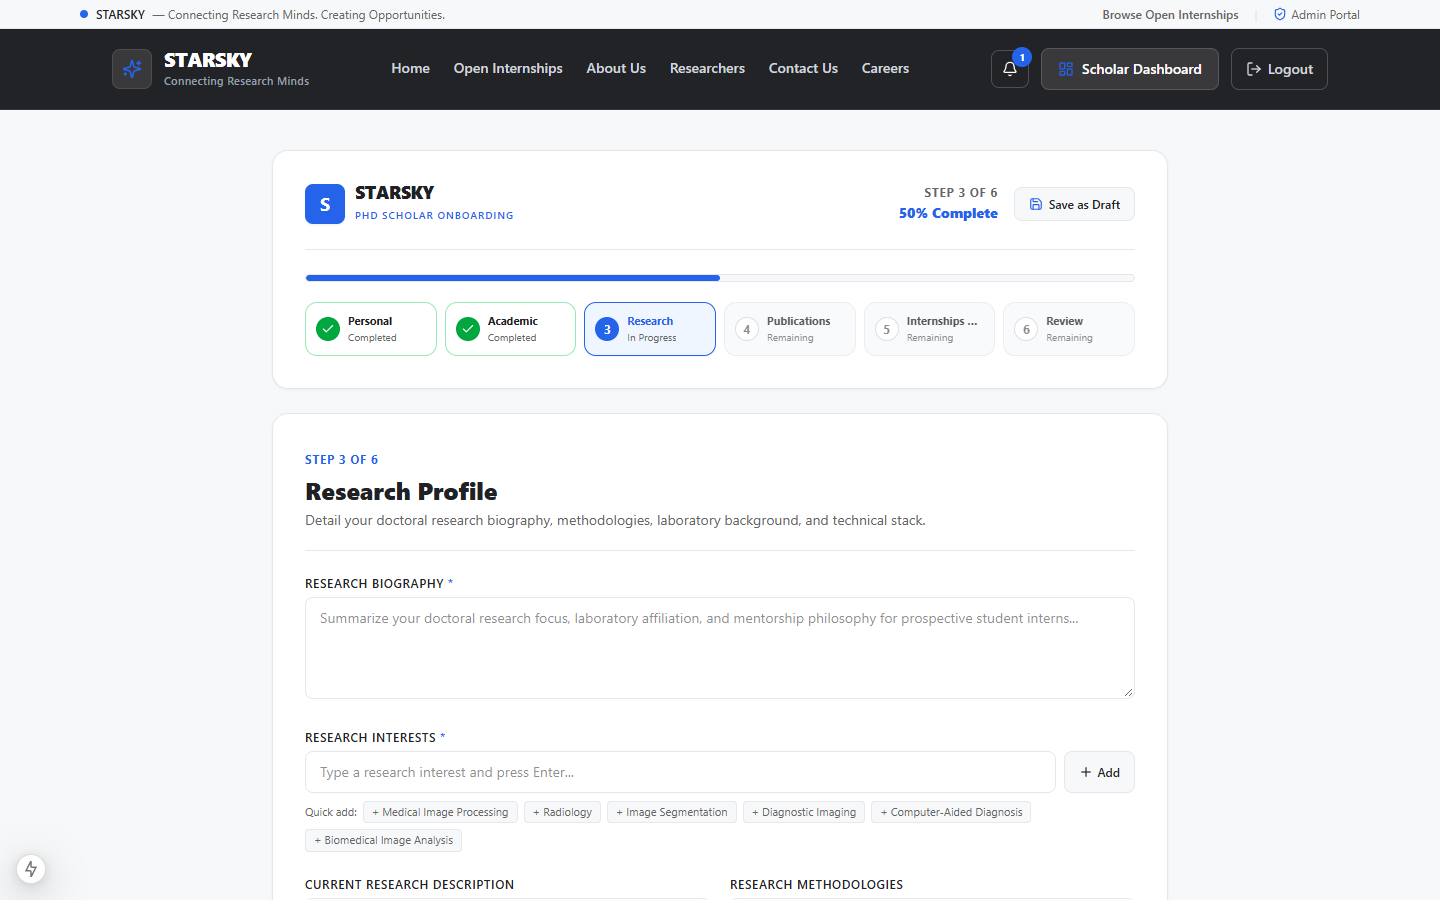 STARSKY — Connecting Research Minds. Creating Opportunities.
Browse Open Internships | Admin Portal
STARSKY
Connecting Research Minds
Home
Open Internships
About Us
Researchers
Contact Us
Careers
1
Scholar Dashboard
Logout
S
STARSKY
PHD SCHOLAR ONBOARDING
STEP 3 OF 6
50% Complete
Save as Draft
Personal
Completed
Academic
Completed
3
Research
In Progress
4
Publications
Remaining
5
Internships ...
Remaining
6
Review
Remaining
STEP 3 OF 6
Research Profile
Detail your doctoral research biography, methodologies, laboratory background, and technical stack.
RESEARCH BIOGRAPHY *
Summarize your doctoral research focus, laboratory affiliation, and mentorship philosophy for prospective student interns...
RESEARCH INTERESTS *
Type a research interest and press Enter...
+ Add
Quick add: + Medical Image Processing + Radiology + Image Segmentation + Diagnostic Imaging + Computer-Aided Diagnosis
+ Biomedical Image Analysis
CURRENT RESEARCH DESCRIPTION
RESEARCH METHODOLOGIES